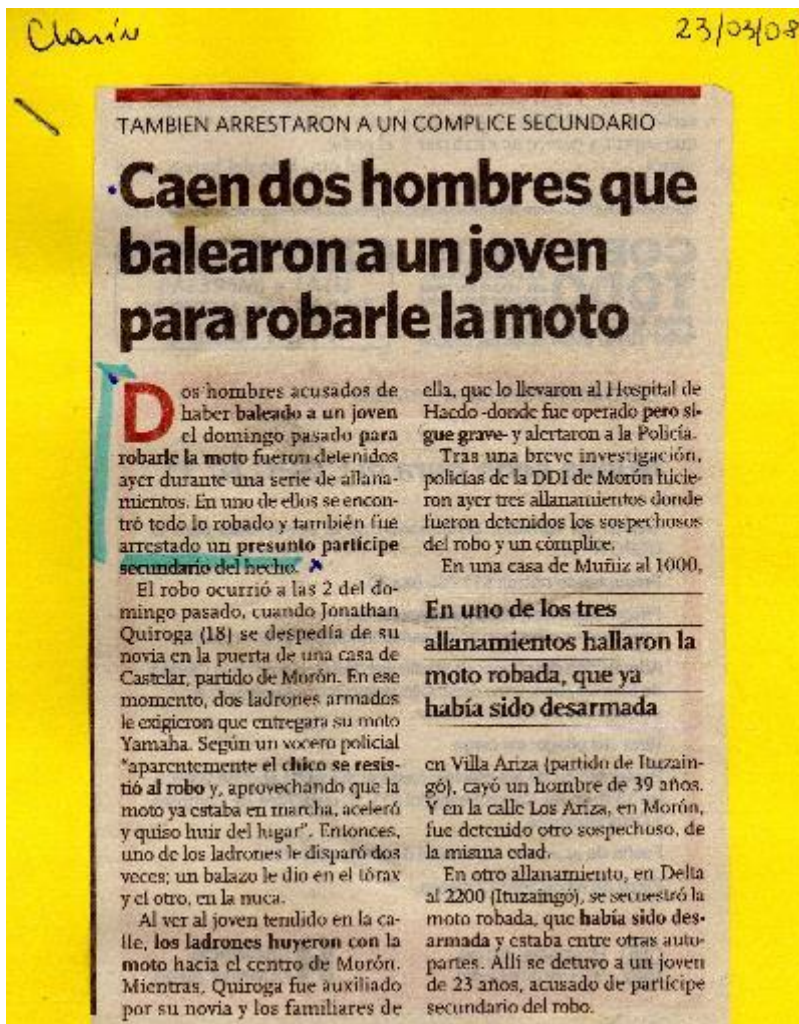 Clarín
23/03/08
TAMBIEN ARRESTARON A UN COMPLICE SECUNDARIO
Caen dos hombres que
balearon a un joven
para robarle la moto
Dos hombres acusados de
haber baleado a un joven
el domingo pasado para
robarle la moto fueron detenidos
ayer durante una serie de allana-
mientos. En uno de ellos se encon-
tró todo lo robado y también fue
arrestado un presunto partícipe
secundario del hecho.
El robo ocurrió a las 2 del do-
mingo pasado, cuando Jonathan
Quiroga (18) se despedía de su
novia en la puerta de una casa de
Castelar, partido de Morón. En ese
momento, dos ladrones armados
le exigieron que entregara su moto
Yamaha. Según un vocero policial
"aparentemente el chico se resis-
tió al robo y, aprovechando que la
moto ya estaba en marcha, aceleró
y quiso huir del lugar". Entonces,
uno de los ladrones le disparó dos
veces; un balazo le dio en el tórax
y el otro, en la nuca.
Al ver al joven tendido en la ca-
lle, los ladrones huyeron con la
moto hacia el centro de Morón.
Mientras, Quiroga fue auxiliado
por su novia y los familiares de
ella, que lo llevaron al Hospital de
Haedo -donde fue operado pero si-
gue grave- y alertaron a la Policía.
Tras una breve investigación,
policías de la DDI de Morón hicie-
ron ayer tres allanamientos donde
fueron detenidos los sospechosos
del robo y un cómplice.
En una casa de Muñiz al 1000,
En uno de los tres
allanamientos hallaron la
moto robada, que ya
había sido desarmada
en Villa Ariza (partido de Ituzain-
gó), cayó un hombre de 39 años.
Y en la calle Los Ariza, en Morón,
fue detenido otro sospechoso, de
la misma edad.
En otro allanamiento, en Delta
al 2200 (Ituzaingó), se secuestró la
moto robada, que había sido des-
armada y estaba entre otras auto-
partes. Allí se detuvo a un joven
de 23 años, acusado de partícipe
secundario del robo.